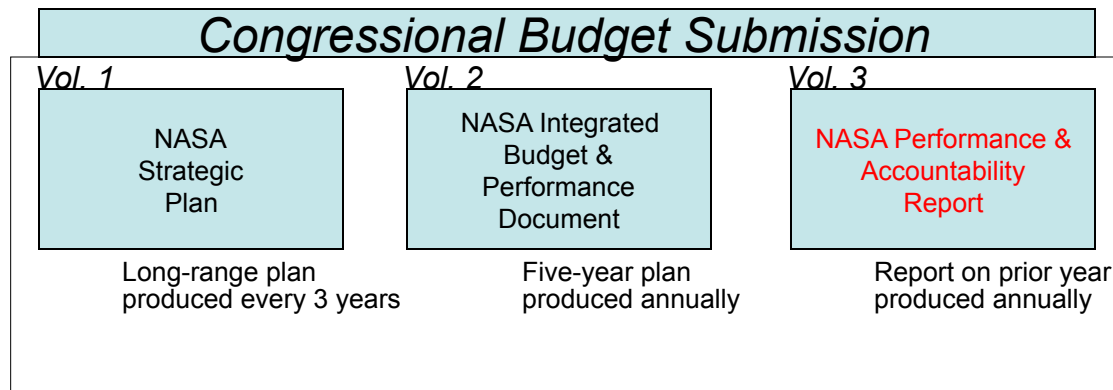 Congressional Budget Submission
Vol. 1
NASA
Strategic
Plan
Long-range plan
produced every 3 years
Vol. 2
NASA Integrated
Budget &
Performance
Document
Five-year plan
produced annually
Vol. 3
NASA Performance &
Accountability
Report
Report on prior year
produced annually